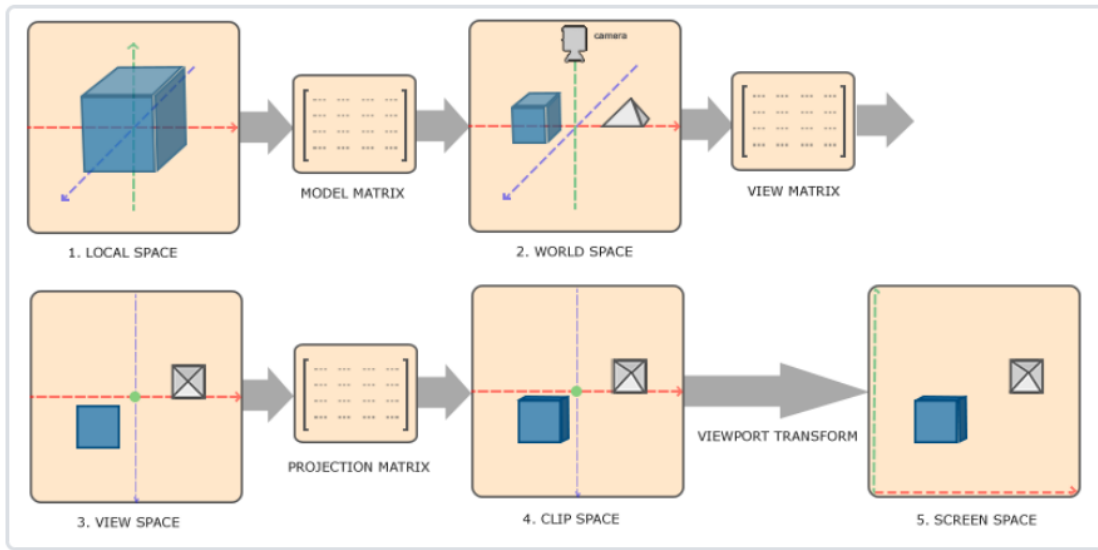 camera
MODEL MATRIX
VIEW MATRIX
1. LOCAL SPACE
2. WORLD SPACE
PROJECTION MATRIX
VIEWPORT TRANSFORM
3. VIEW SPACE
4. CLIP SPACE
5. SCREEN SPACE